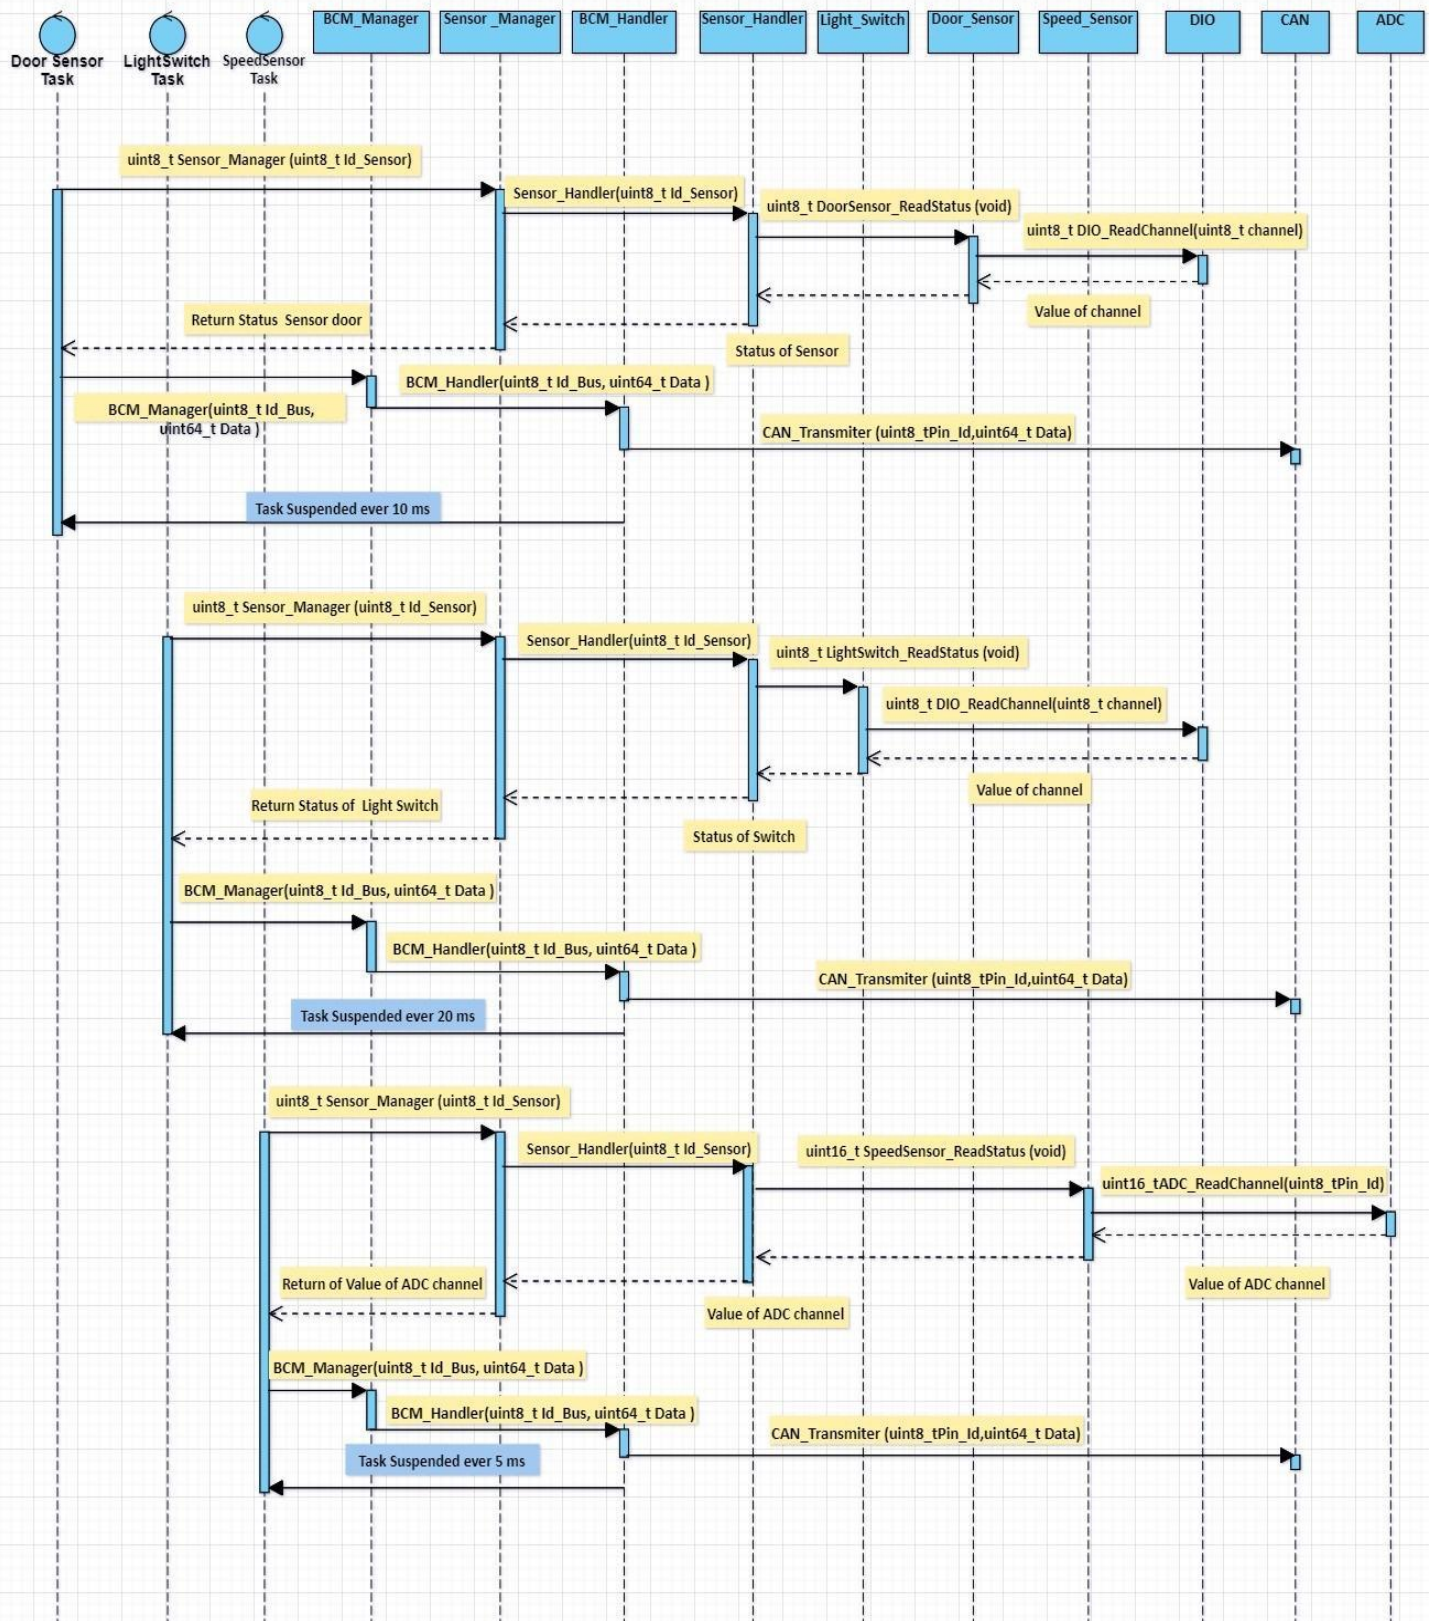 BCM_Manager
Sensor _Manager
BCM_Handler
Sensor_Handler
Light_Switch
Door_Sensor
Speed_Sensor
DIO
CAN
ADC
Door Sensor
Task
LightSwitch
Task
SpeedSensor
Task
uint8_t Sensor_Manager (uint8_t Id_Sensor)
Sensor_Handler(uint8_t Id_Sensor)
uint8_t DoorSensor_ReadStatus (void)
uint8_t DIO_ReadChannel(uint8_t channel)
Value of channel
Return Status  Sensor door
Status of Sensor
BCM_Handler(uint8_t Id_Bus, uint64_t Data )
BCM_Manager(uint8_t Id_Bus,
uint64_t Data )
CAN_Transmiter (uint8_tPin_Id,uint64_t Data)
Task Suspended ever 10 ms
uint8_t Sensor_Manager (uint8_t Id_Sensor)
Sensor_Handler(uint8_t Id_Sensor)
uint8_t LightSwitch_ReadStatus (void)
uint8_t DIO_ReadChannel(uint8_t channel)
Value of channel
Return Status of  Light Switch
Status of Switch
BCM_Manager(uint8_t Id_Bus, uint64_t Data )
BCM_Handler(uint8_t Id_Bus, uint64_t Data )
CAN_Transmiter (uint8_tPin_Id,uint64_t Data)
Task Suspended ever 20 ms
uint8_t Sensor_Manager (uint8_t Id_Sensor)
Sensor_Handler(uint8_t Id_Sensor)
uint16_t SpeedSensor_ReadStatus (void)
uint16_tADC_ReadChannel(uint8_tPin_Id)
Return of Value of ADC channel
Value of ADC channel
Value of ADC channel
BCM_Manager(uint8_t Id_Bus, uint64_t Data )
BCM_Handler(uint8_t Id_Bus, uint64_t Data )
CAN_Transmiter (uint8_tPin_Id,uint64_t Data)
Task Suspended ever 5 ms